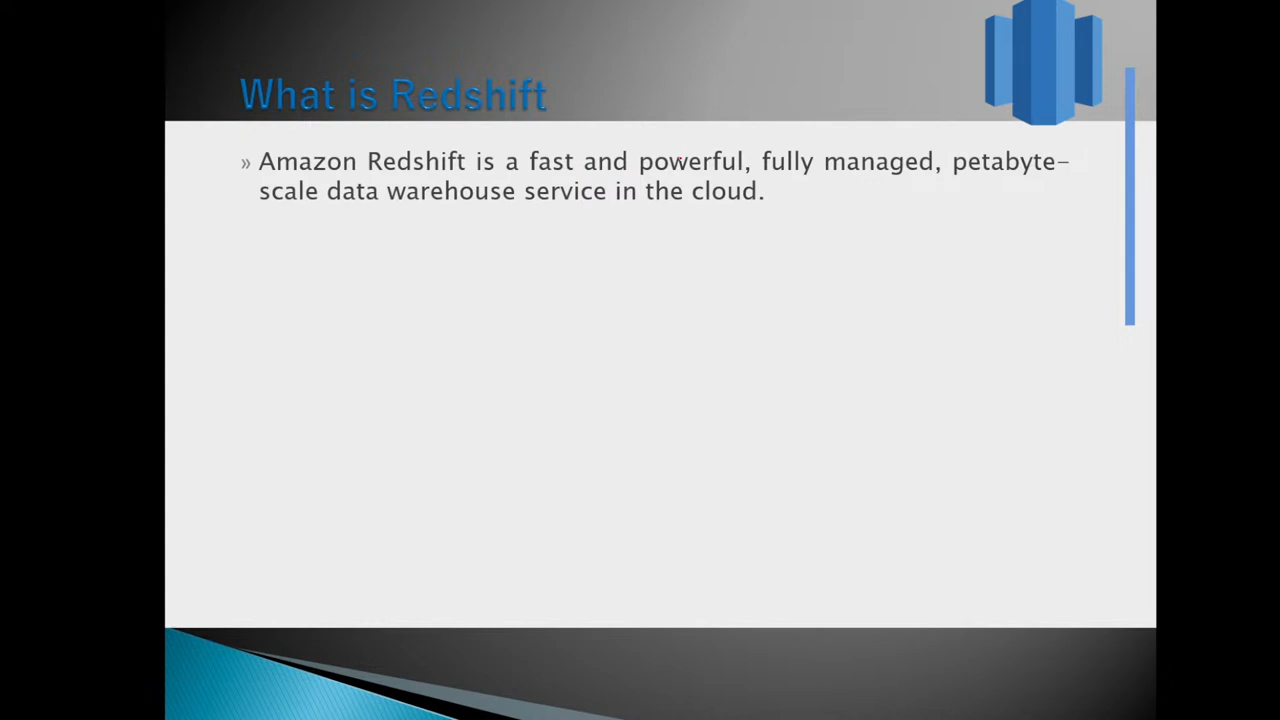 What is Redshift
» Amazon Redshift is a fast and powerful, fully managed, petabyte-
scale data warehouse service in the cloud.